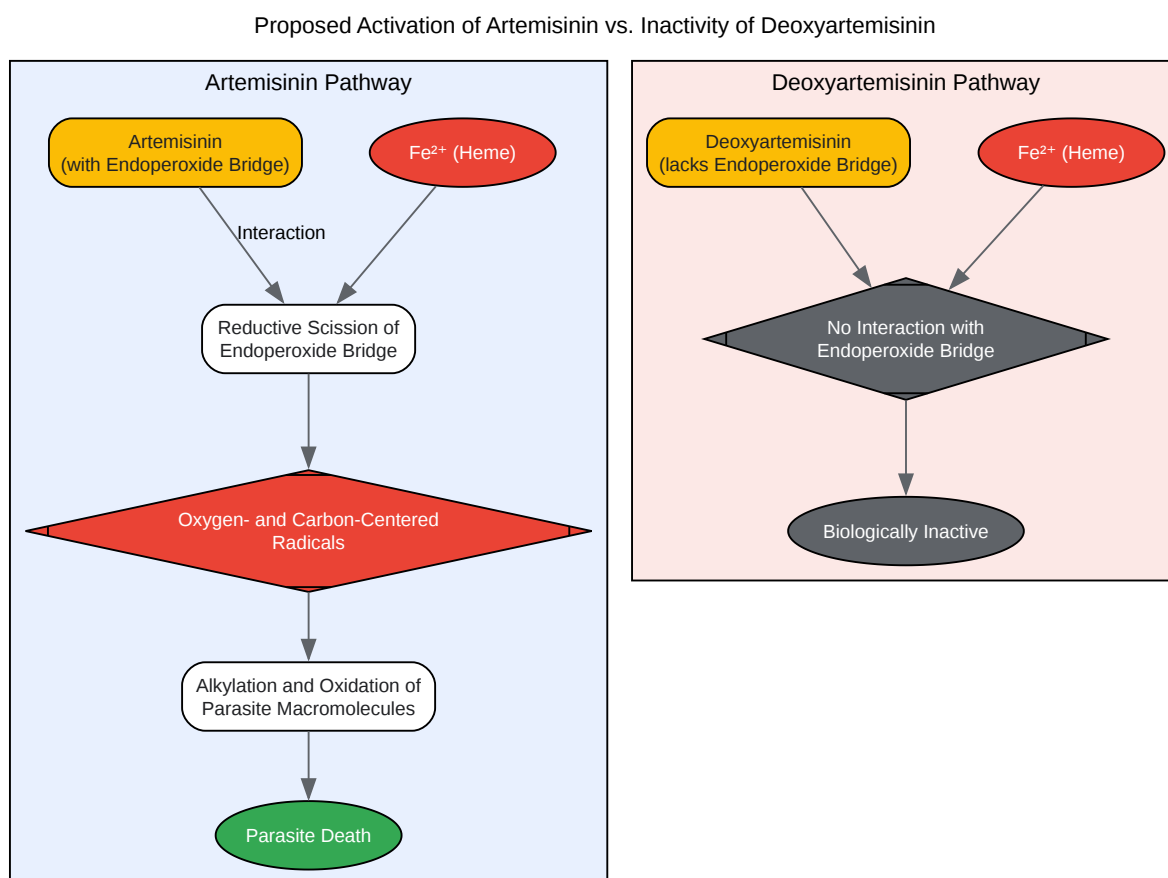 Proposed Activation of Artemisinin vs. Inactivity of Deoxyartemisinin
Artemisinin Pathway
Artemisinin
(with Endoperoxide Bridge)
Fe²⁺ (Heme)
Interaction
Reductive Scission of
Endoperoxide Bridge
Oxygen- and Carbon-Centered
Radicals
Alkylation and Oxidation of
Parasite Macromolecules
Parasite Death
Deoxyartemisinin Pathway
Deoxyartemisinin
(lacks Endoperoxide Bridge)
Fe²⁺ (Heme)
No Interaction with
Endoperoxide Bridge
Biologically Inactive